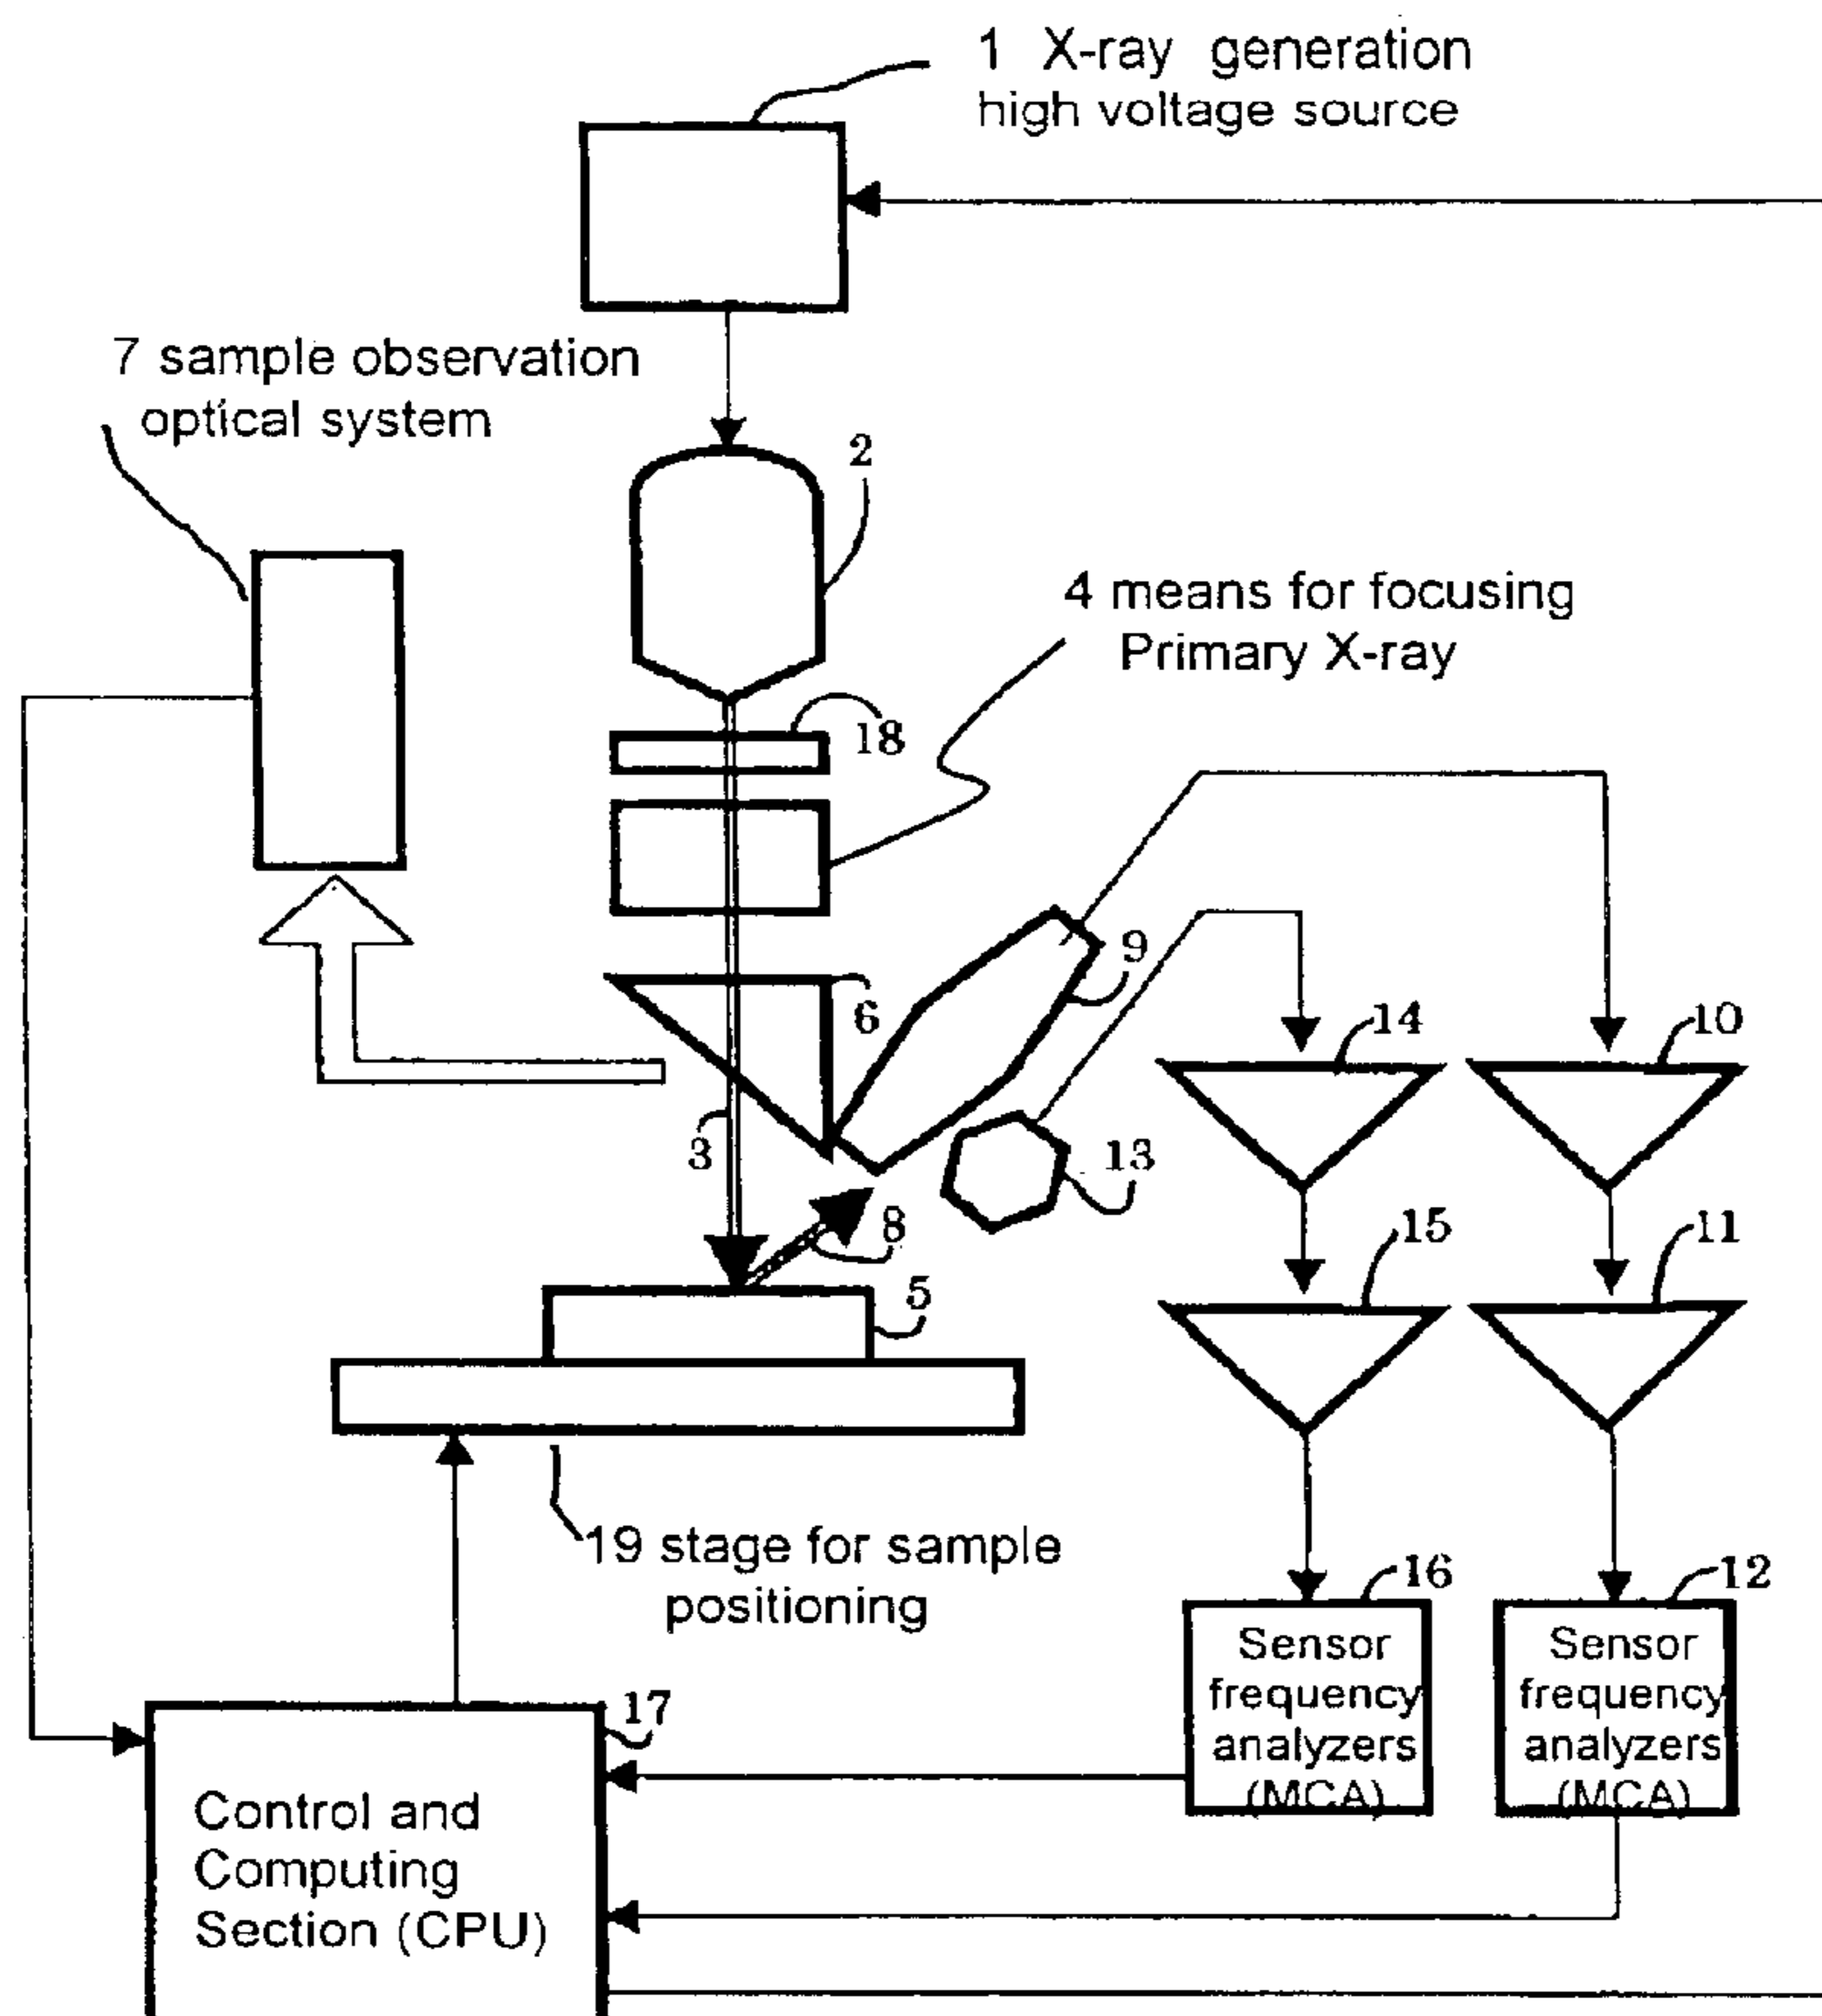 1 X-ray generation
high voltage source
7 sample observation
optical system
2
4 means for focusing
Primary X-ray
18
9
6
14
10
3
13
8
15
11
5
19 stage for sample
positioning
16
12
Sensor
frequency
analyzers
(MCA)
Sensor
frequency
analyzers
(MCA)
17
Control and
Computing
Section (CPU)